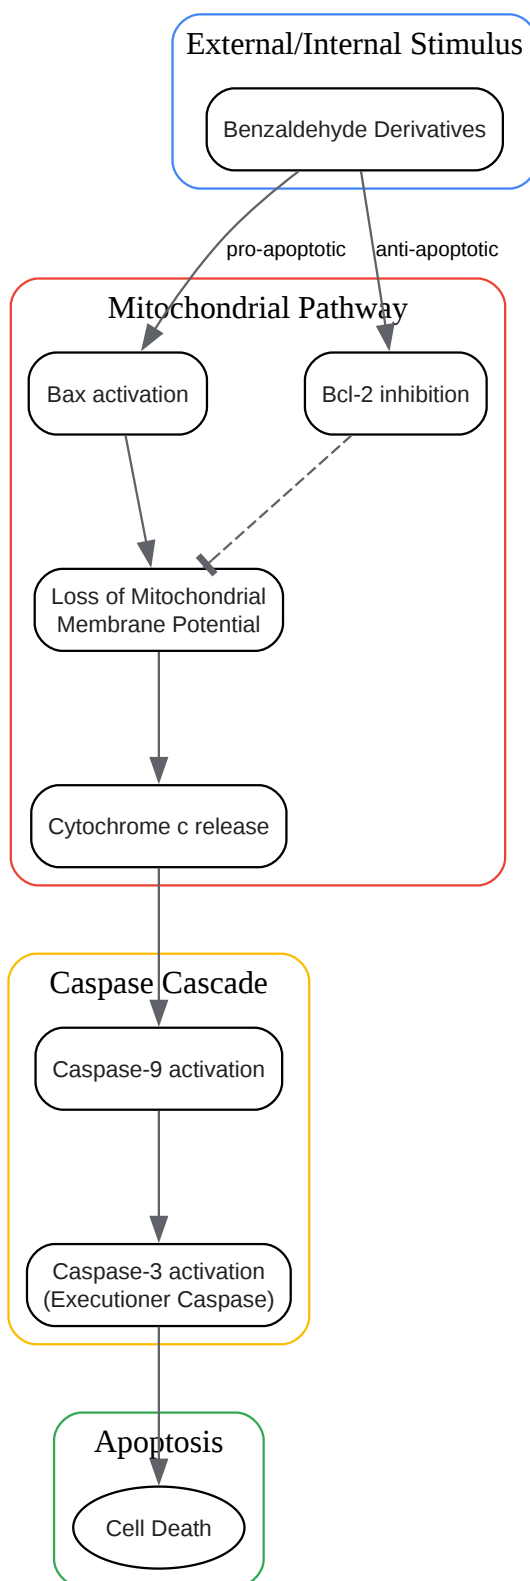 External/Internal Stimulus
Benzaldehyde Derivatives
pro-apoptotic
anti-apoptotic
Mitochondrial Pathway
Bax activation
Bcl-2 inhibition
Loss of Mitochondrial
Membrane Potential
Cytochrome c release
Caspase Cascade
Caspase-9 activation
Caspase-3 activation
(Executioner Caspase)
Apoptosis
Cell Death